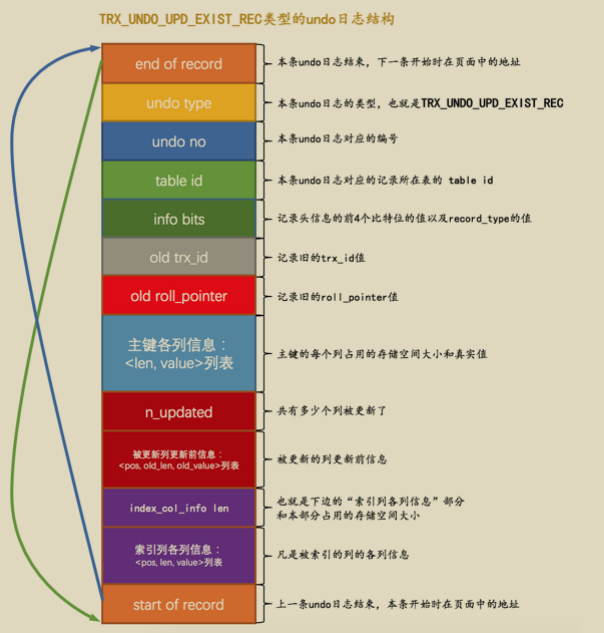 TRX_UNDO_UPD_EXIST_REC类型的undo日志结构
end of record
本条undo日志结束，下一条开始时在页面中的地址
undo type
本条undo日志的类型，也就是TRX_UNDO_UPD_EXIST_REC
undo no
本条undo日志对应的编号
table id
本条undo日志对应的记录所在表的 table id
info bits
记录头信息的前4个比特位的值以及record_type的值
old trx_id
记录旧的trx_id值
old roll_pointer
记录旧的roll_pointer值
主键各列信息：
<len, value>列表
主键的每个列占用的存储空间大小和真实值
n_updated
共有多少个列被更新了
被更新列更新前信息：
<pos, old_len, old_value>列表
被更新的列更新前信息
index_col_info len
也就是下边的“索引列各列信息”部分
和本部分占用的存储空间大小
索引列各列信息：
<pos, len, value>列表
凡是被索引的列的各列信息
start of record
上一条undo日志结束，本条开始时在页面中的地址